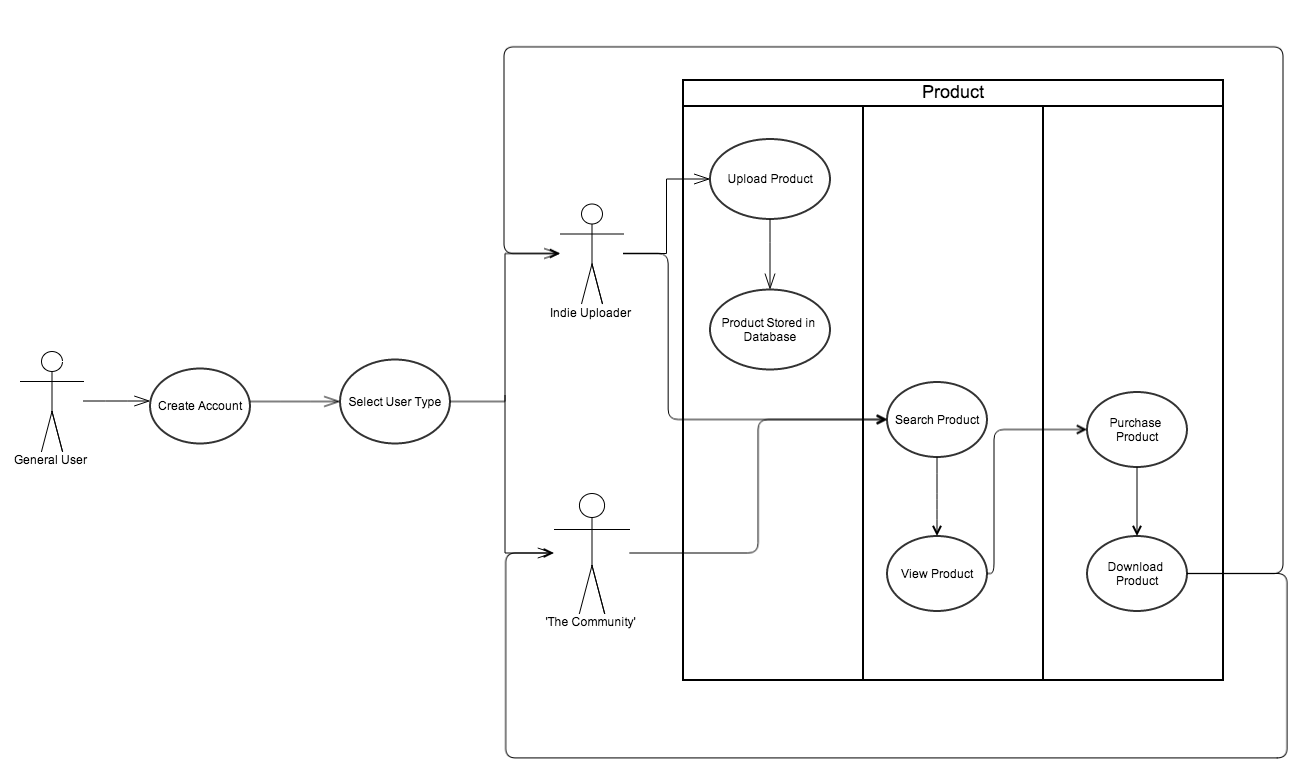 Product
Upload Product
Indie Uploader
Product Stored in
Database
General User
Create Account
Select User Type
Search Product
Purchase
Product
'The Community'
View Product
Download
Product